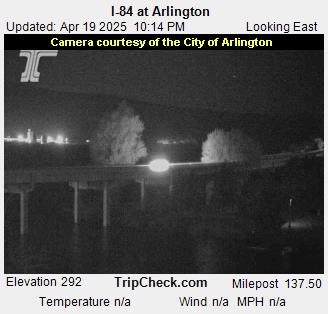 I-84 at Arlington
Updated: Apr 19 2025 10:14 PM Looking East
Camera courtesy of the City of Arlington
Elevation 292 TripCheck.com Milepost 137.50
Temperature n/a Wind n/a MPH n/a